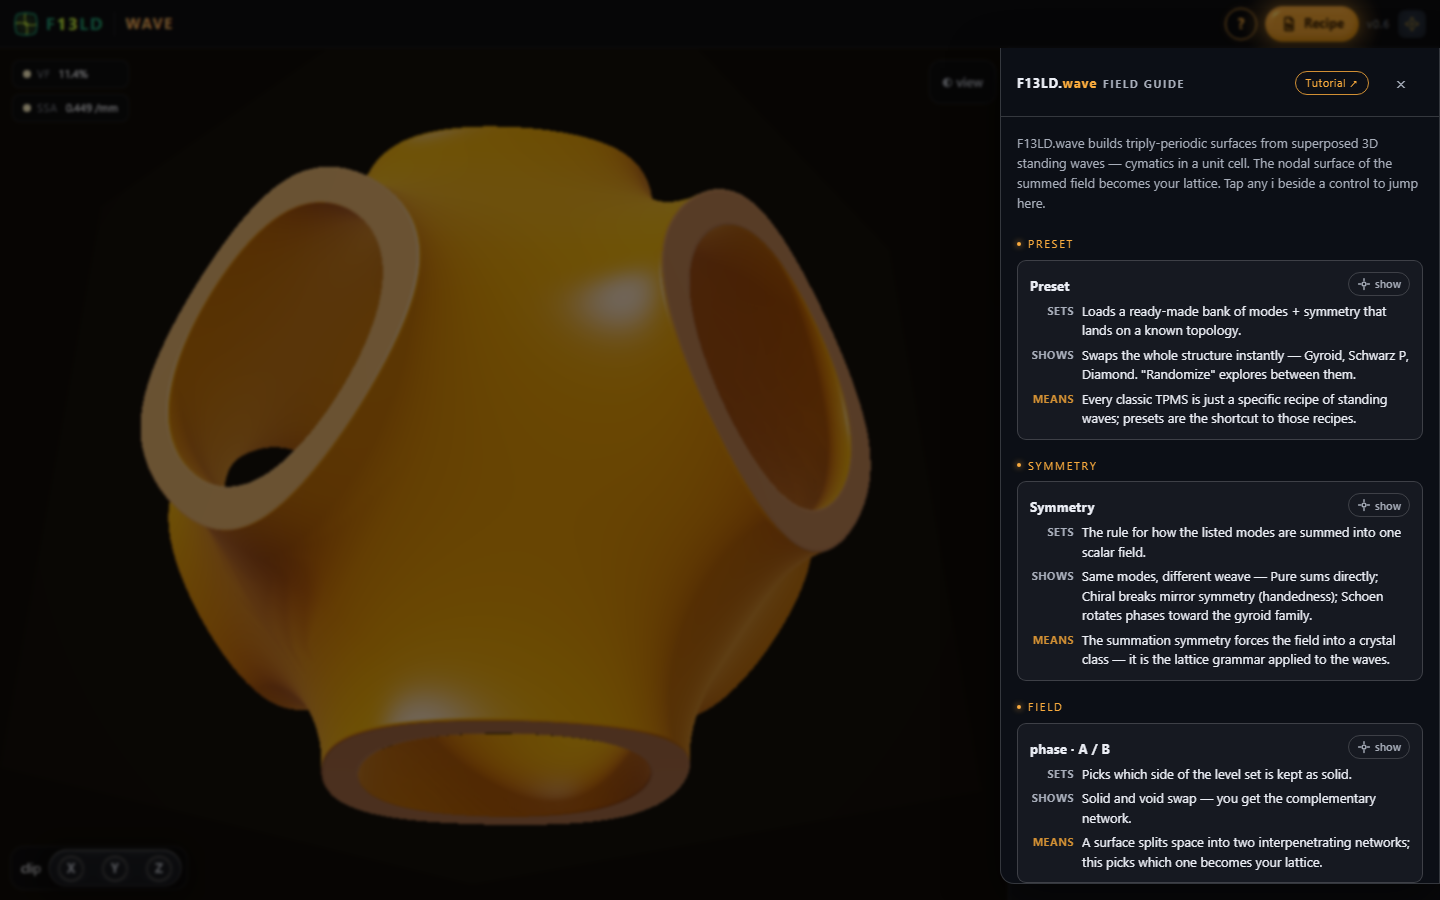 F13LD WAVE
? Recipe v0.6
VF 11.4%
SSA 0.449 /mm
view
F13LD.wave FIELD GUIDE
Tutorial ↗ ×
F13LD.wave builds triply-periodic surfaces from superposed 3D
standing waves — cymatics in a unit cell. The nodal surface of the
summed field becomes your lattice. Tap any i beside a control to jump
here.
PRESET
Preset show
SETS Loads a ready-made bank of modes + symmetry that
lands on a known topology.
SHOWS Swaps the whole structure instantly — Gyroid, Schwarz P,
Diamond. "Randomize" explores between them.
MEANS Every classic TPMS is just a specific recipe of standing
waves; presets are the shortcut to those recipes.
SYMMETRY
Symmetry show
SETS The rule for how the listed modes are summed into one
scalar field.
SHOWS Same modes, different weave — Pure sums directly;
Chiral breaks mirror symmetry (handedness); Schoen
rotates phases toward the gyroid family.
MEANS The summation symmetry forces the field into a crystal
class — it is the lattice grammar applied to the waves.
FIELD
phase · A / B show
SETS Picks which side of the level set is kept as solid.
SHOWS Solid and void swap — you get the complementary
network.
MEANS A surface splits space into two interpenetrating networks;
this picks which one becomes your lattice.
clip X Y Z